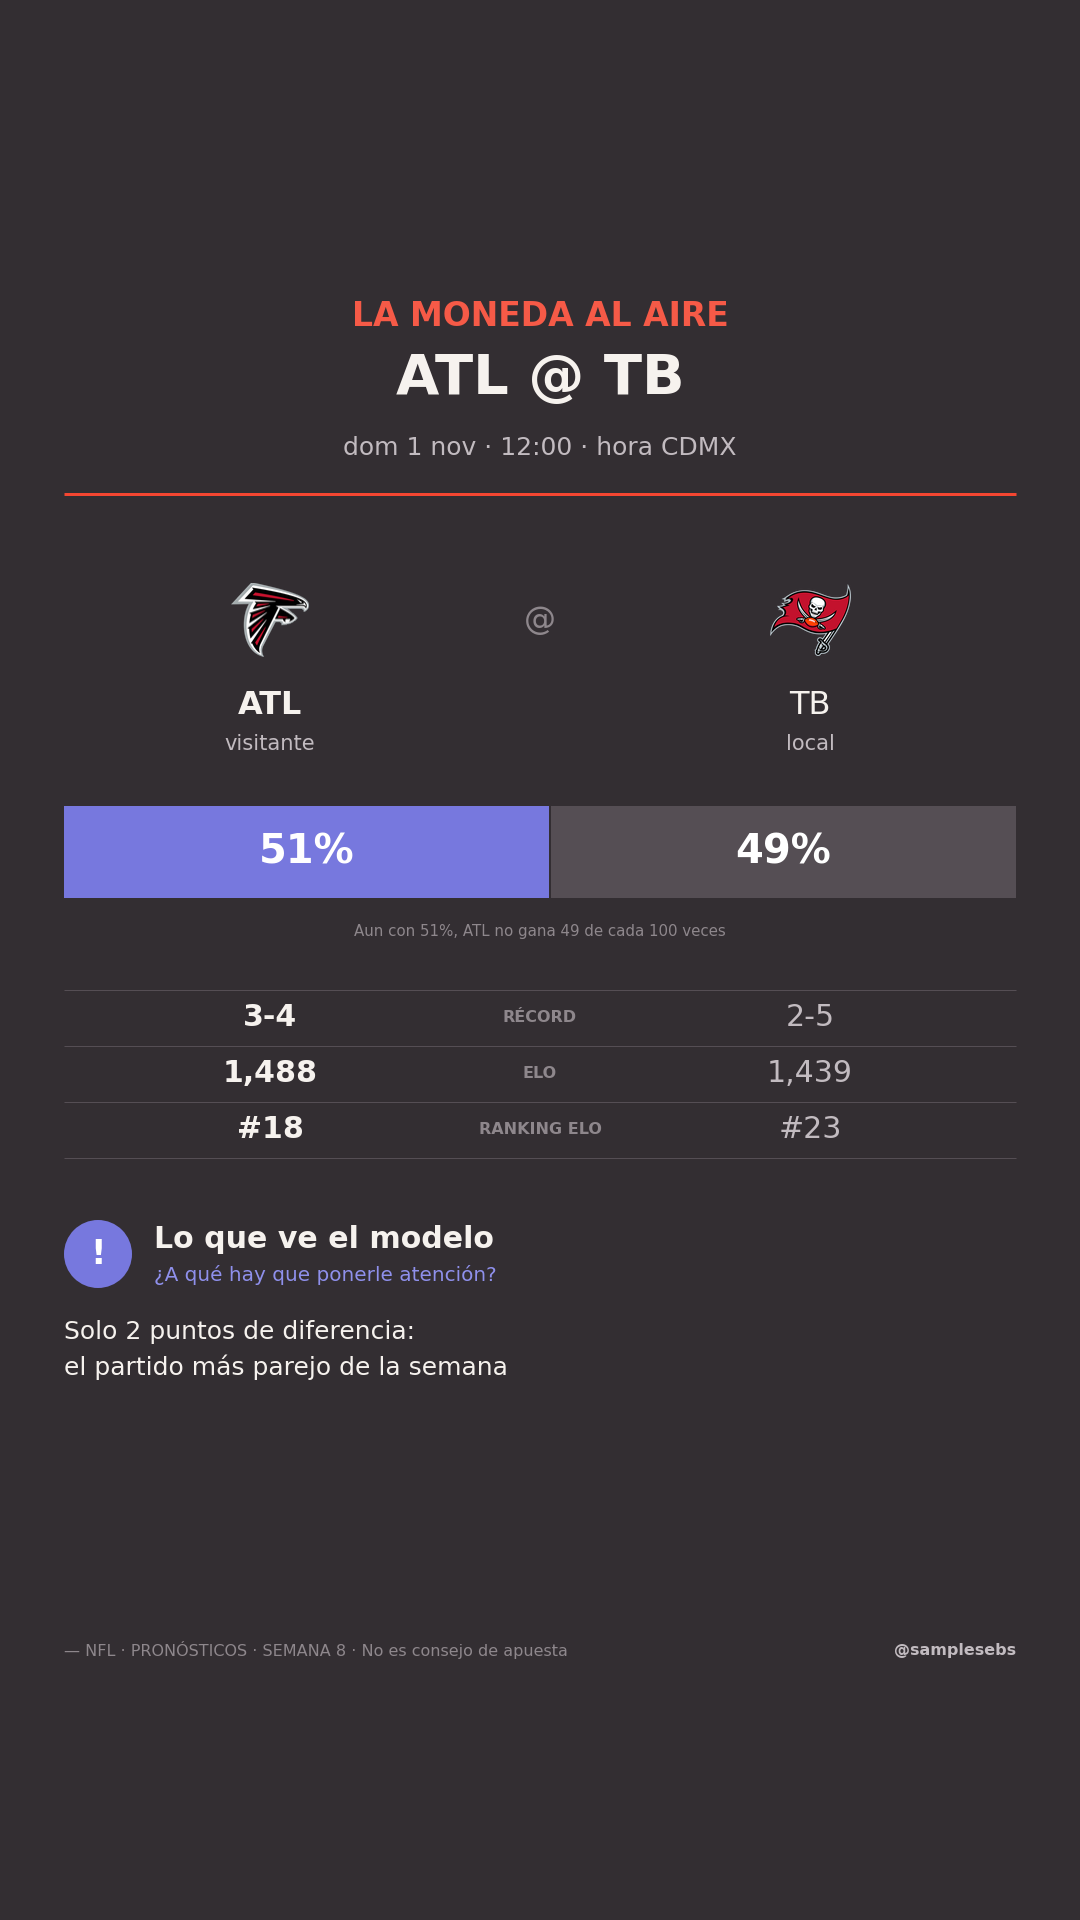 LA MONEDA AL AIRE
ATL @ TB
dom 1 nov · 12:00 · hora CDMX
@
ATL
TB
visitante
local
51%
49%
Aun con 51%, ATL no gana 49 de cada 100 veces
3-4 RÉCORD 2-5
1,488 ELO 1,439
#18 RANKING ELO #23
!
Lo que ve el modelo
¿A qué hay que ponerle atención?
Solo 2 puntos de diferencia:
el partido más parejo de la semana
— NFL · PRONÓSTICOS · SEMANA 8 · No es consejo de apuesta
@samplesebs